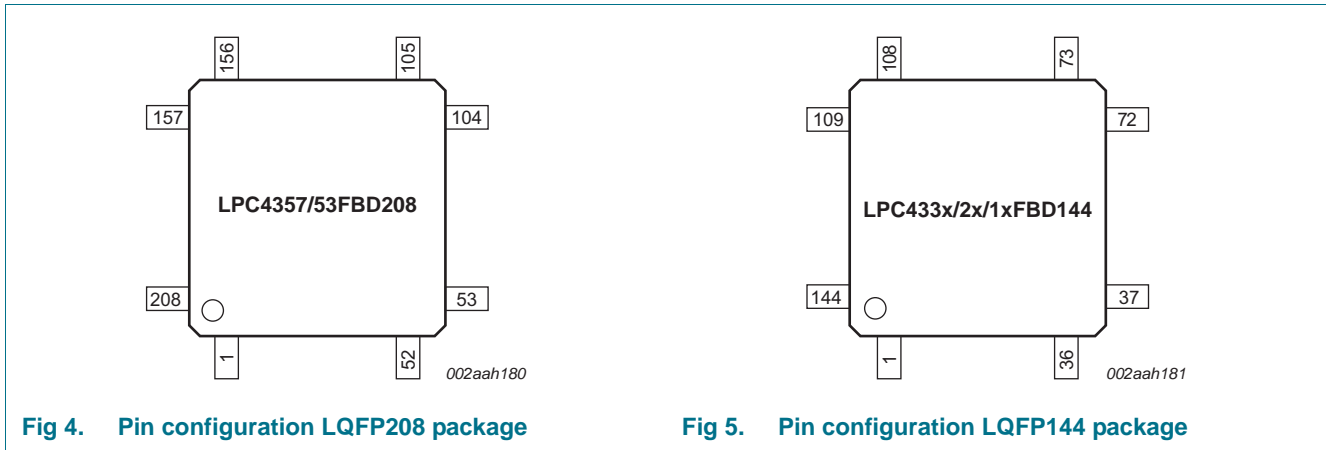 156
105
157
104
LPC4357/53FBD208
208
53
1
52
002aah180
Fig 4. Pin configuration LQFP208 package
108
73
109
72
LPC433x/2x/1xFBD144
144
37
1
36
002aah181
Fig 5. Pin configuration LQFP144 package